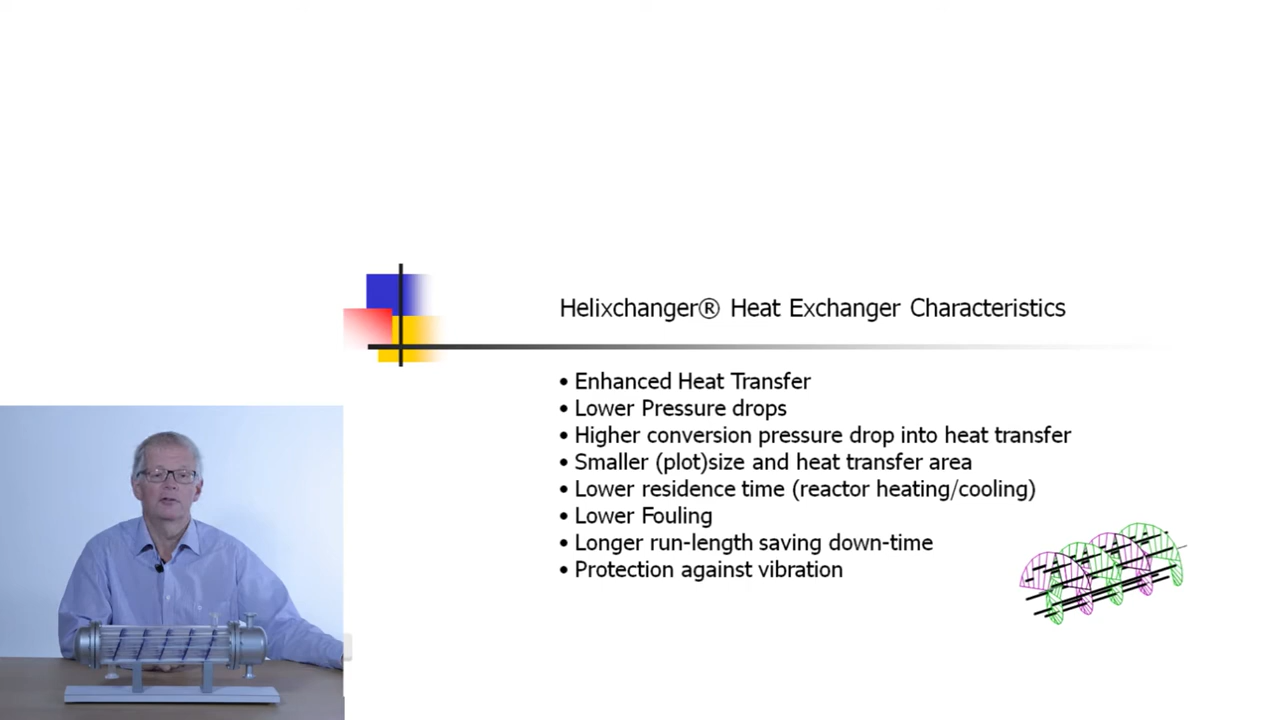 Helixchanger® Heat Exchanger Characteristics
• Enhanced Heat Transfer
• Lower Pressure drops
• Higher conversion pressure drop into heat transfer
• Smaller (plot)size and heat transfer area
• Lower residence time (reactor heating/cooling)
• Lower Fouling
• Longer run-length saving down-time
• Protection against vibration